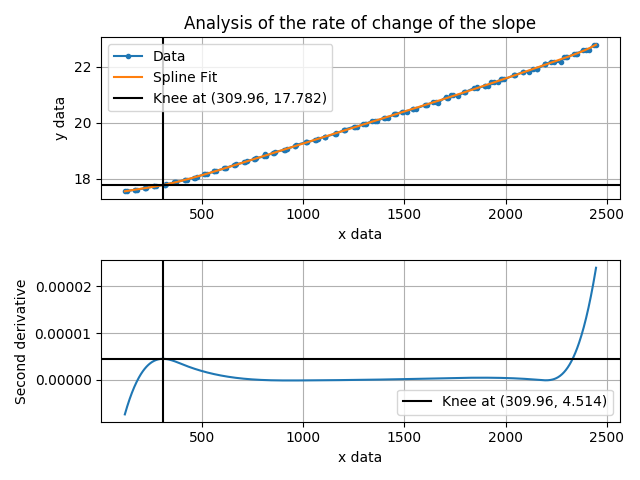 Analysis of the rate of change of the slope
Data
Spline Fit
Knee at (309.96, 17.782)
y data
22
20
18
500 1000 1500 2000 2500
x data
Second derivative
0.00002
0.00001
0.00000
Knee at (309.96, 4.514)
500 1000 1500 2000 2500
x data